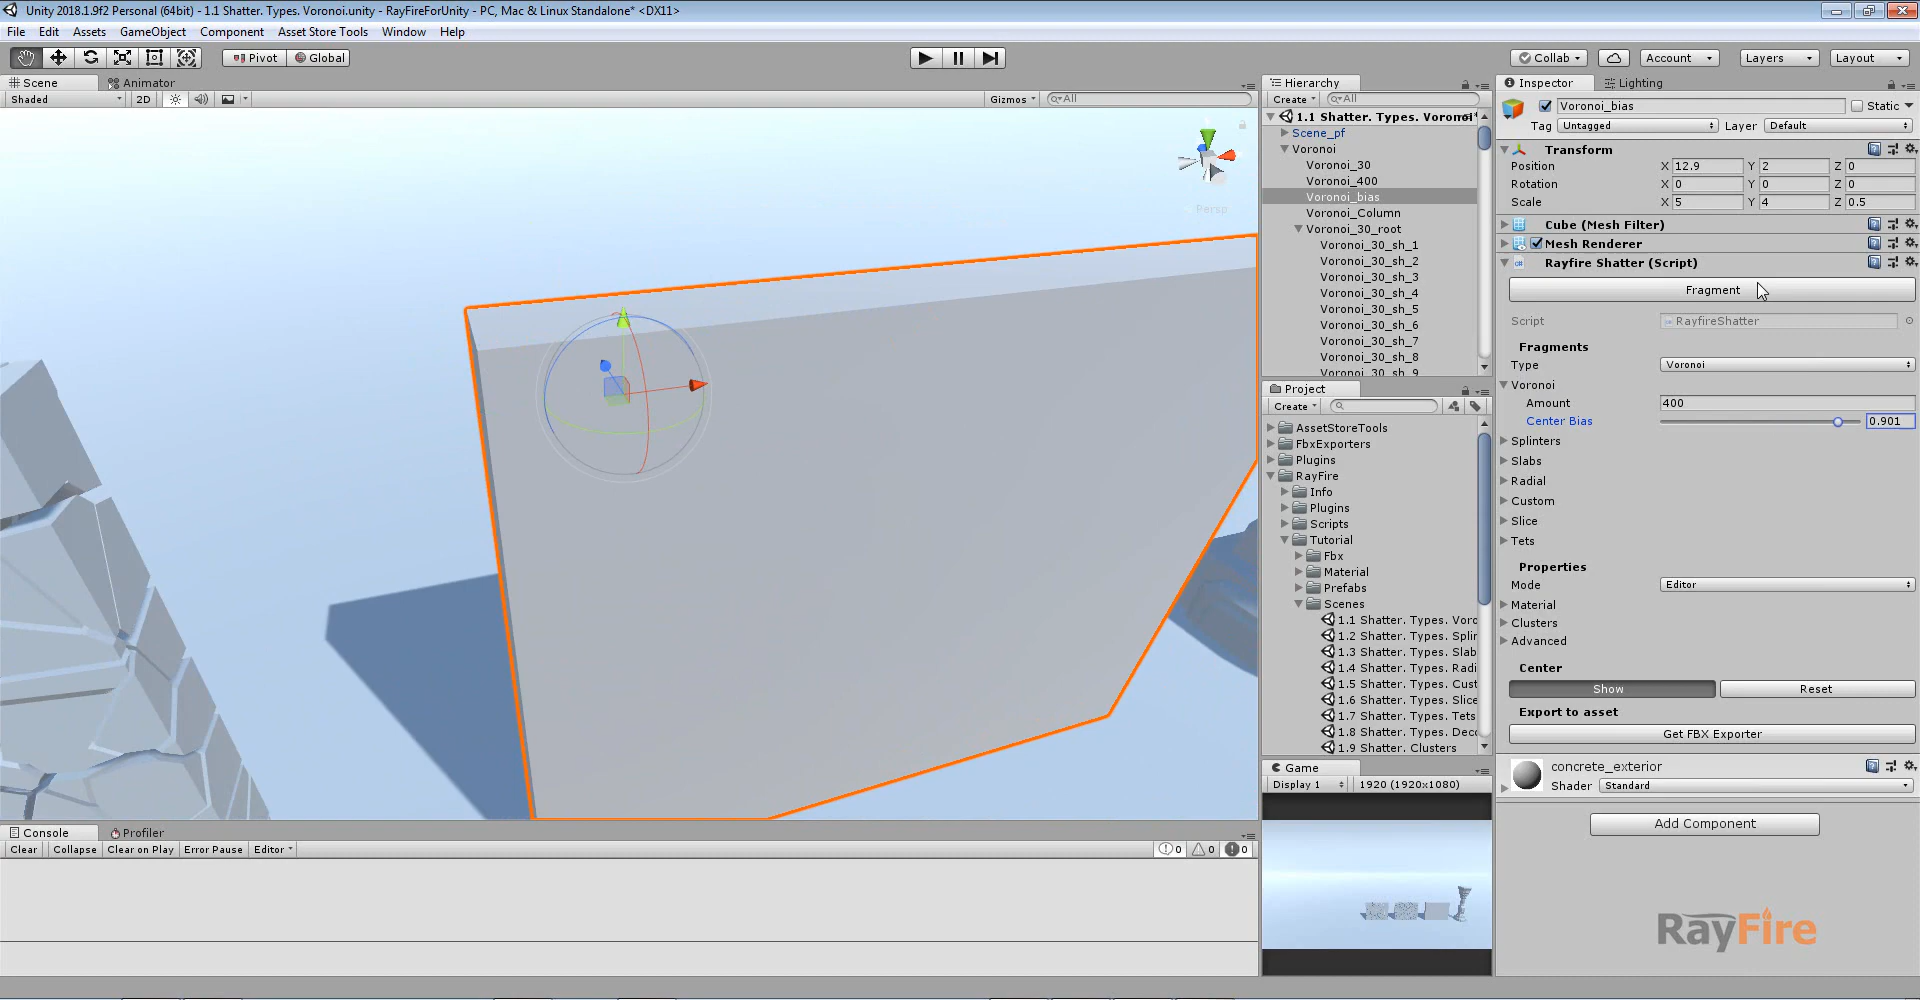 Unity 2018.1.9f2 Personal (64bit) - 1.1 Shatter. Types. Voronoi.unity - RayFireForUnity - PC, Mac & Linux Standalone* <DX11>
File Edit Assets GameObject Component Asset Store Tools Window Help
Pivot Global Collab Account Layers Layout
Scene Animator
Shaded 2D Gizmos All
Persp
Console Profiler
Clear Collapse Clear on Play Error Pause Editor 0 0 0
Hierarchy
Create All
1.1 Shatter. Types. Voronoi*
Scene_pf
Voronoi
Voronoi_30
Voronoi_400
Voronoi_bias
Voronoi_Column
Voronoi_30_root
Voronoi_30_sh_1
Voronoi_30_sh_2
Voronoi_30_sh_3
Voronoi_30_sh_4
Voronoi_30_sh_5
Voronoi_30_sh_6
Voronoi_30_sh_7
Voronoi_30_sh_8
Voronoi_30_sh_9
Project
Create
AssetStoreTools
FbxExporters
Plugins
RayFire
Info
Plugins
Scripts
Tutorial
Fbx
Material
Prefabs
Scenes
1.1 Shatter. Types. Voro
1.2 Shatter. Types. Splin
1.3 Shatter. Types. Slab
1.4 Shatter. Types. Radi
1.5 Shatter. Types. Cust
1.6 Shatter. Types. Slice
1.7 Shatter. Types. Tets
1.8 Shatter. Types. Deco
1.9 Shatter. Clusters
Game
Display 1 1920 (1920x1080)
Inspector Lighting
Voronoi_bias Static
Tag Untagged Layer Default
Transform
Position X 12.9 Y 2 Z 0
Rotation X 0 Y 0 Z 0
Scale X 5 Y 4 Z 0.5
Cube (Mesh Filter)
Mesh Renderer
Rayfire Shatter (Script)
Fragment
Script RayfireShatter
Fragments
Type Voronoi
Voronoi
Amount 400
Center Bias 0.901
Splinters
Slabs
Radial
Custom
Slice
Tets
Properties
Mode Editor
Material
Clusters
Advanced
Center
Show Reset
Export to asset
Get FBX Exporter
concrete_exterior
Shader Standard
Add Component
RayFire